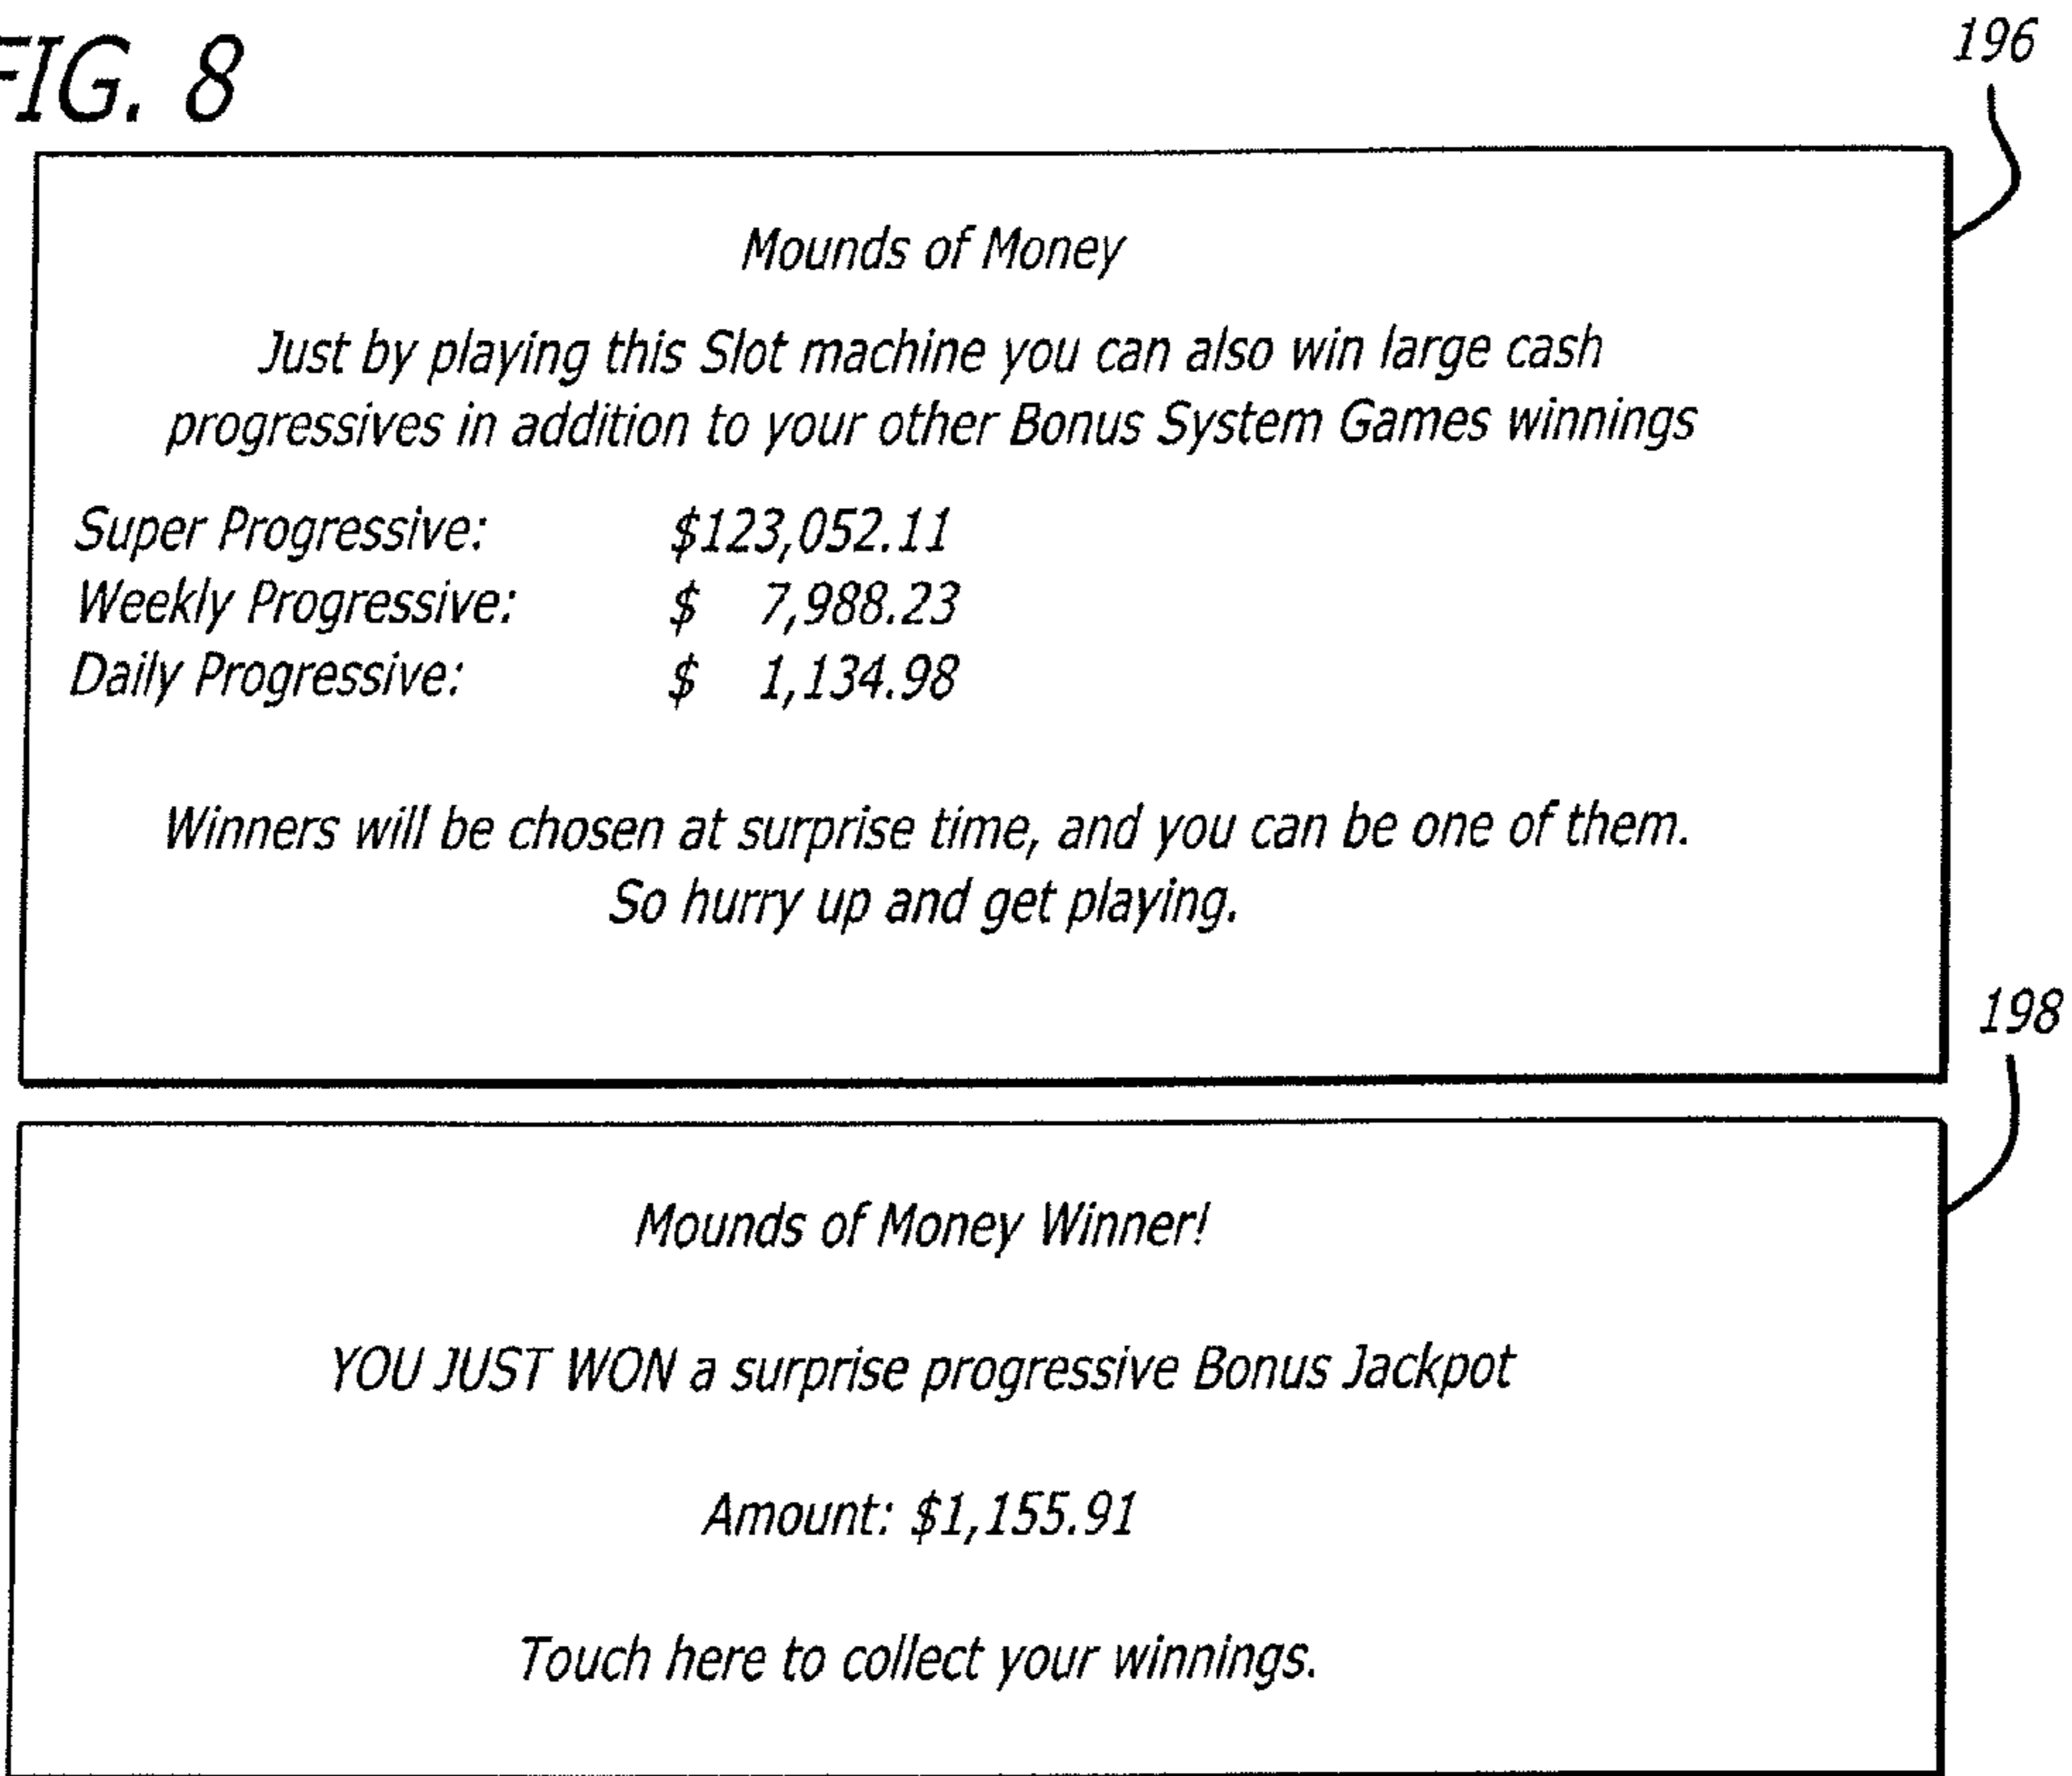 FIG. 8
196
Mounds of Money
Just by playing this Slot machine you can also win large cash
progressives in addition to your other Bonus System Games winnings
Super Progressive: $123,052.11
Weekly Progressive: $ 7,988.23
Daily Progressive: $ 1,134.98
Winners will be chosen at surprise time, and you can be one of them.
So hurry up and get playing.
198
Mounds of Money Winner!
YOU JUST WON a surprise progressive Bonus Jackpot
Amount: $1,155.91
Touch here to collect your winnings.